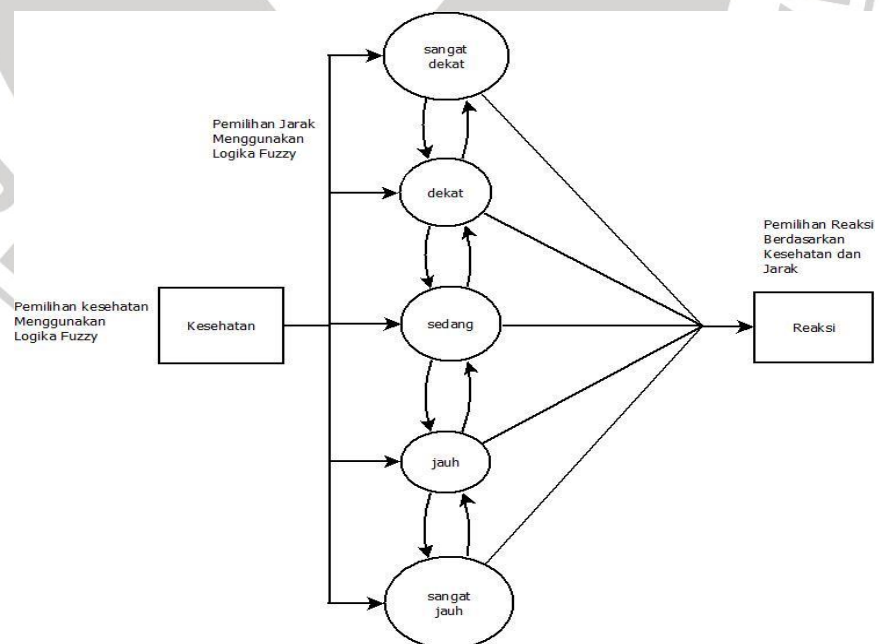 sangat
dekat
Pemilihan Jarak
Menggunakan
Logika Fuzzy
dekat
Pemilihan Reaksi
Berdasarkan
Kesehatan dan
Jarak
Pemilihan kesehatan
Menggunakan
Logika Fuzzy
Kesehatan
sedang
Reaksi
jauh
sangat
jauh